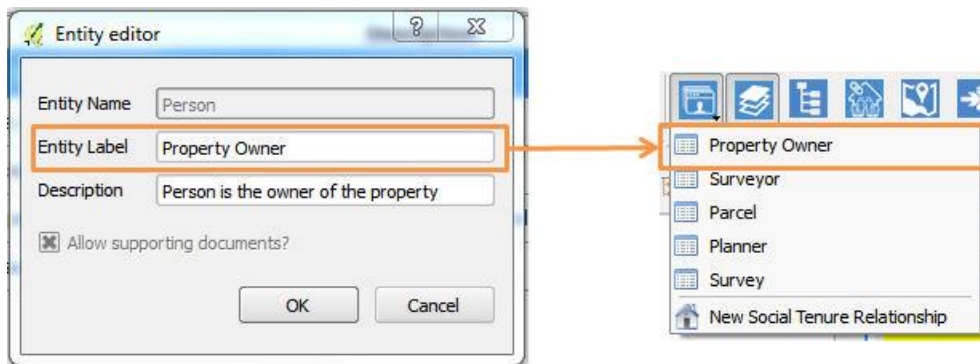 Entity editor
Entity Name Person
Entity Label Property Owner
Description Person is the owner of the property
Allow supporting documents?
OK Cancel
Property Owner
Surveyor
Parcel
Planner
Survey
New Social Tenure Relationship